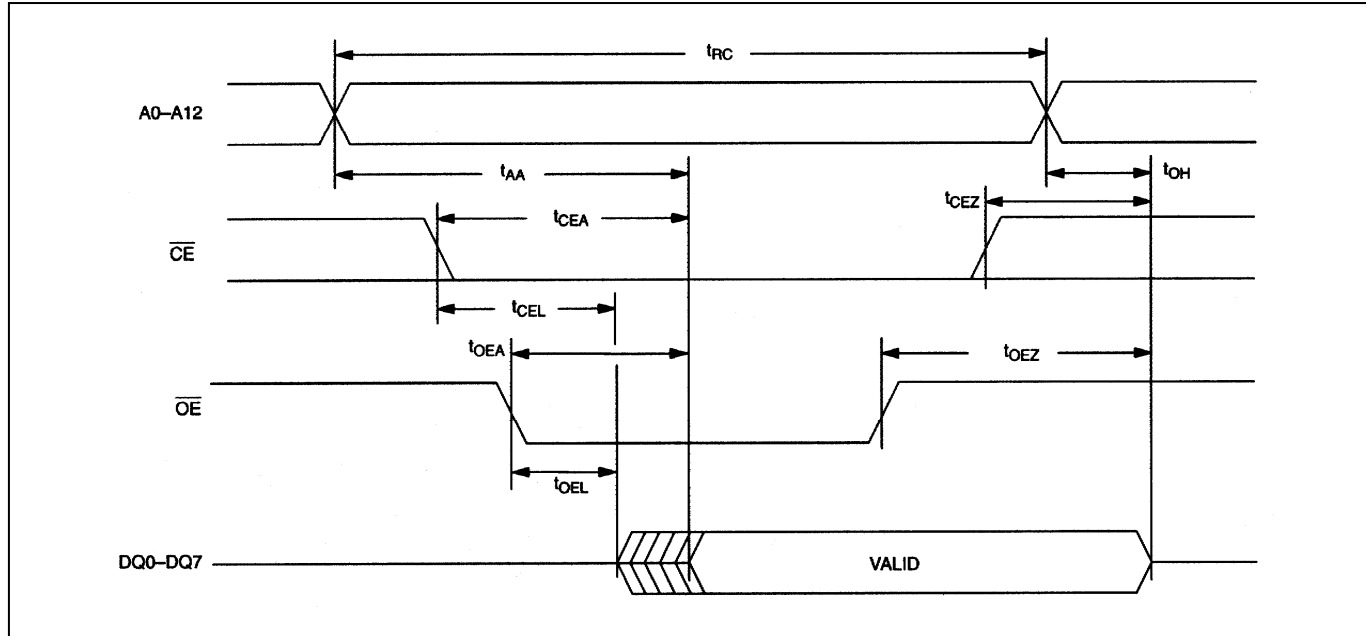 tRC
A0–A12
tAA
tOH
tCEZ
tCEA
CE
tCEL
tOEA
tOEZ
OE
tOEL
DQ0–DQ7
VALID